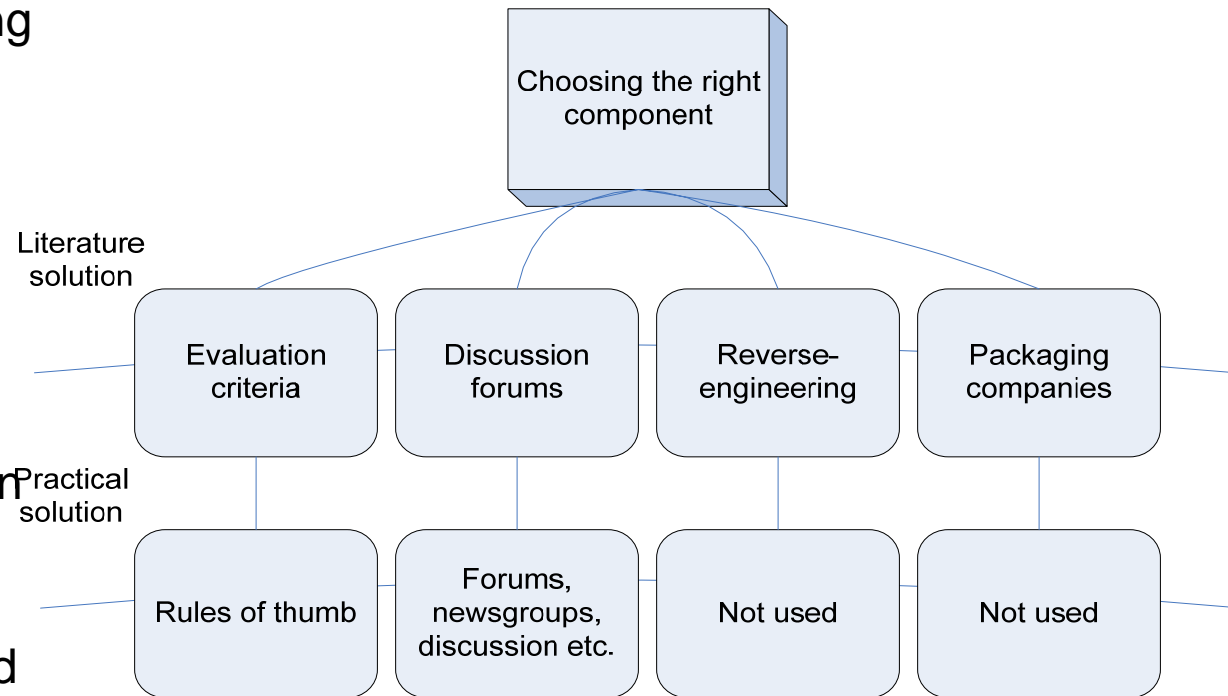 ng
Choosing the right
component
Literature
solution
Evaluation
criteria
Discussion
forums
Reverse-
engineering
Packaging
companies
n
Practical
solution
Rules of thumb
Forums,
newsgroups,
discussion etc.
Not used
Not used
d